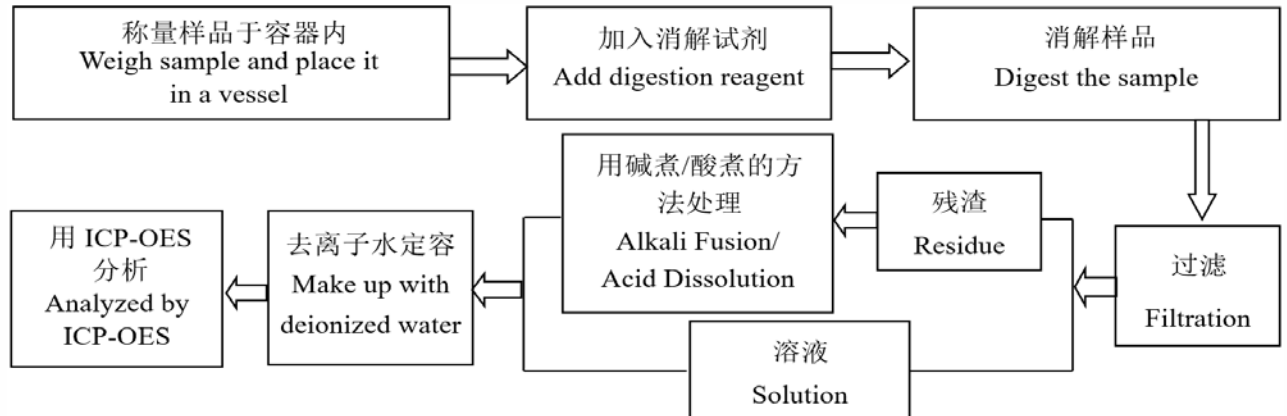 称量样品于容器内
Weigh sample and place it
in a vessel
加入消解试剂
Add digestion reagent
消解样品
Digest the sample
过滤
Filtration
残渣
Residue
用碱煮/酸煮的方
法处理
Alkali Fusion/
Acid Dissolution
溶液
Solution
去离子水定容
Make up with
deionized water
用 ICP-OES
分析
Analyzed by
ICP-OES